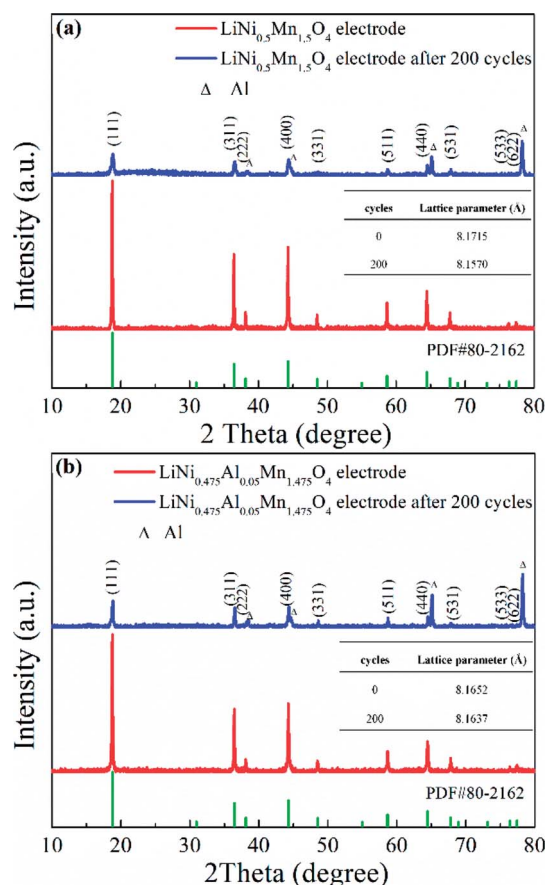 (a)
LiNi0.5Mn1.5O4 electrode
LiNi0.5Mn1.5O4 electrode after 200 cycles
Δ Al
(111)
(311)
(222)
Δ
(400)
Δ
(331)
(511)
(440)
Δ
(531)
(533)
(622)
Δ
Intensity (a.u.)
cycles Lattice parameter (Å)
0 8.1715
200 8.1570
PDF#80-2162
10 20 30 40 50 60 70 80
2 Theta (degree)
(b)
LiNi0.475Al0.05Mn1.475O4 electrode
LiNi0.475Al0.05Mn1.475O4 electrode after 200 cycles
Δ Al
(111)
(311)
(222)
Δ
(400)
Δ
(331)
(511)
(440)
Δ
(531)
(533)
(622)
Δ
Intensity (a.u.)
cycles Lattice parameter (Å)
0 8.1652
200 8.1637
PDF#80-2162
10 20 30 40 50 60 70 80
2Theta (degree)